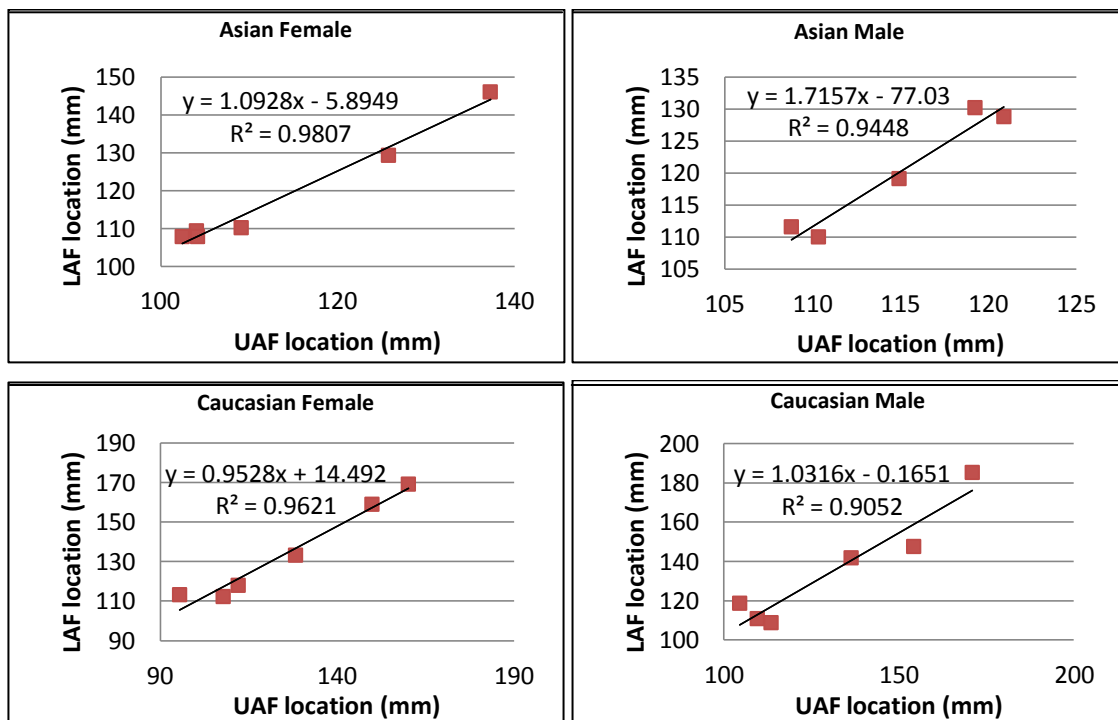 Asian Female
LAF location (mm)
150
140
130
120
110
100
y = 1.0928x - 5.8949
R² = 0.9807
100 120 140
UAF location (mm)
Asian Male
LAF location (mm)
135
130
125
120
115
110
105
y = 1.7157x - 77.03
R² = 0.9448
105 110 115 120 125
UAF location (mm)
Caucasian Female
LAF location (mm)
190
170
150
130
110
90
y = 0.9528x + 14.492
R² = 0.9621
90 140 190
UAF location (mm)
Caucasian Male
LAF location (mm)
200
180
160
140
120
100
y = 1.0316x - 0.1651
R² = 0.9052
100 150 200
UAF location (mm)